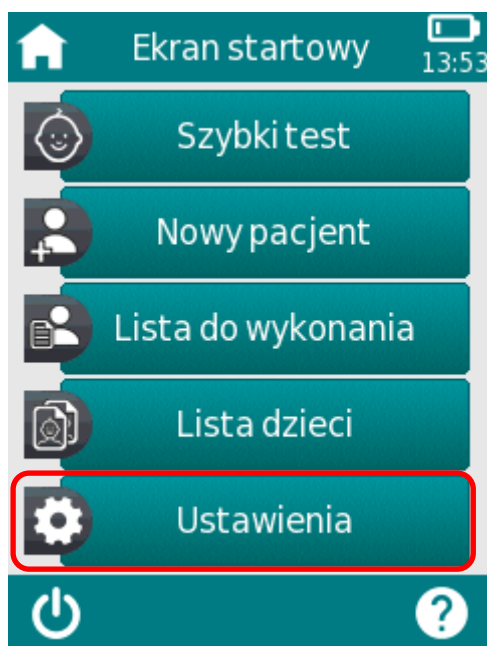 Ekran startowy
13:53
Szybki test
Nowy pacjent
Lista do wykonania
Lista dzieci
Ustawienia
?